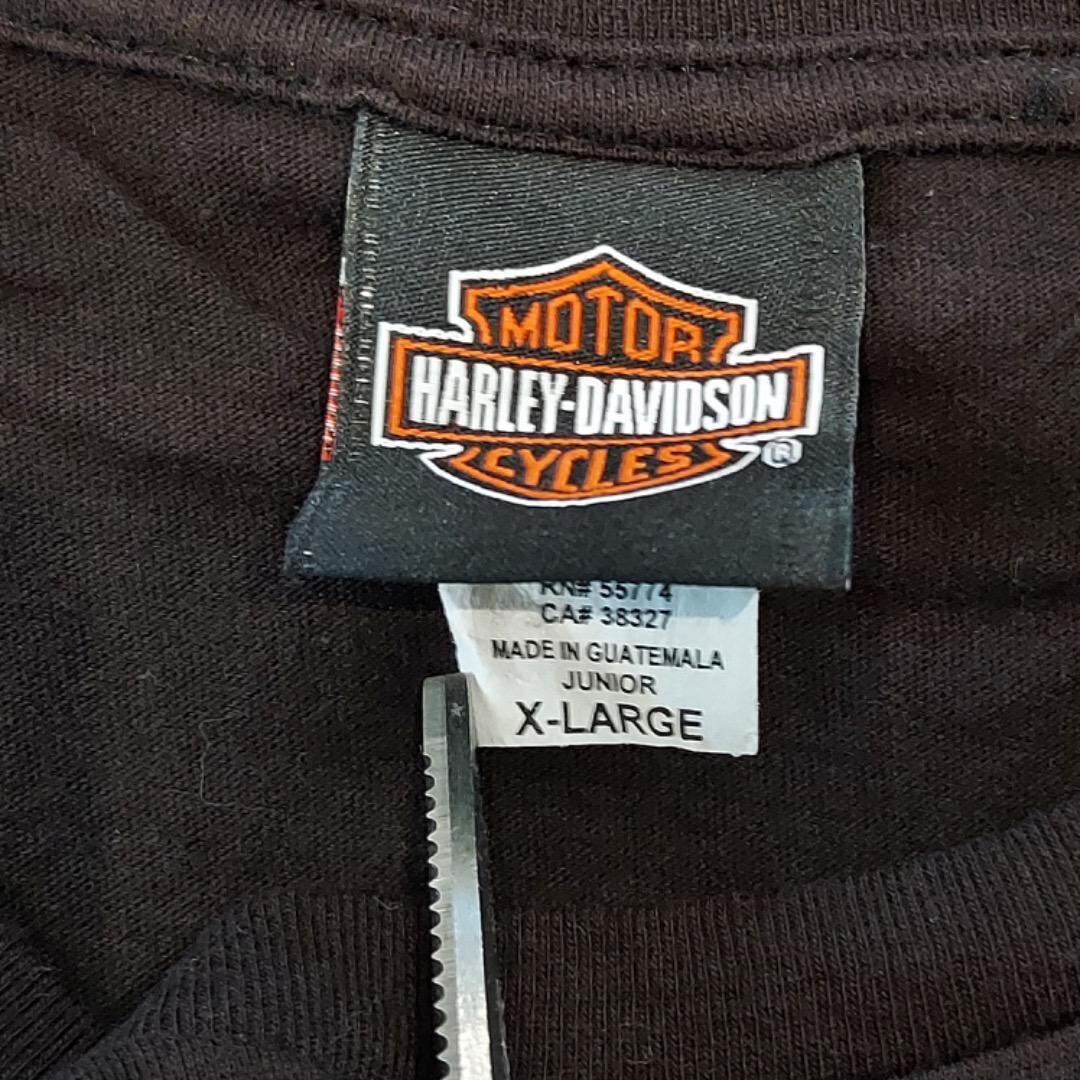 MOTOR
HARLEY-DAVIDSON
CYCLES
®
RN# 55774
CA# 38327
MADE IN GUATEMALA
JUNIOR
X-LARGE